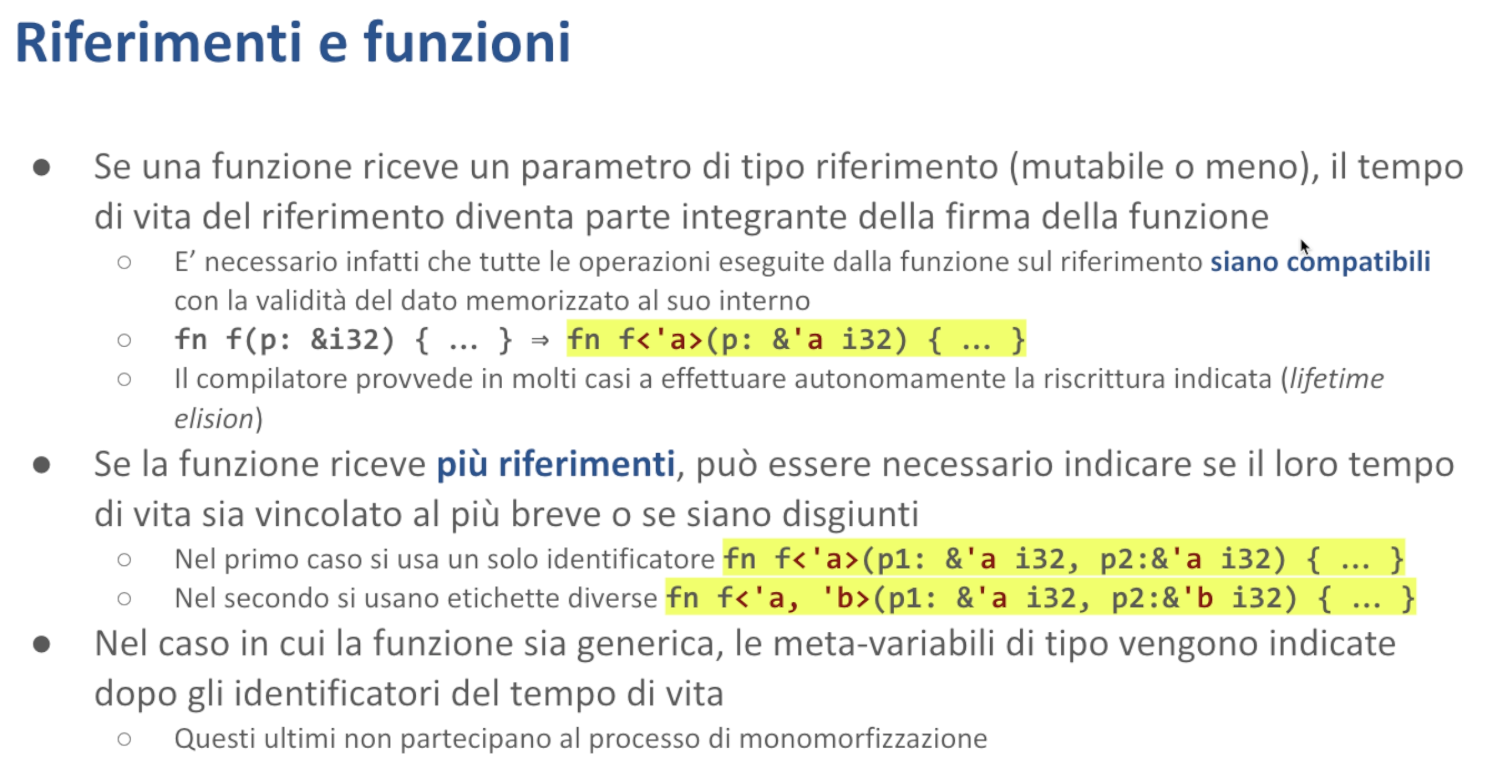 Riferimenti e funzioni
● Se una funzione riceve un parametro di tipo riferimento (mutabile o meno), il tempo
di vita del riferimento diventa parte integrante della firma della funzione
○ E’ necessario infatti che tutte le operazioni eseguite dalla funzione sul riferimento siano compatibili
con la validità del dato memorizzato al suo interno
○ fn f(p: &i32) { … } ⇒ fn f<'a>(p: &'a i32) { … }
○ Il compilatore provvede in molti casi a effettuare autonomamente la riscrittura indicata (lifetime
elision)
● Se la funzione riceve più riferimenti, può essere necessario indicare se il loro tempo
di vita sia vincolato al più breve o se siano disgiunti
○ Nel primo caso si usa un solo identificatore fn f<'a>(p1: &'a i32, p2:&'a i32) { … }
○ Nel secondo si usano etichette diverse fn f<'a, 'b>(p1: &'a i32, p2:&'b i32) { … }
● Nel caso in cui la funzione sia generica, le meta-variabili di tipo vengono indicate
dopo gli identificatori del tempo di vita
○ Questi ultimi non partecipano al processo di monomorfizzazione